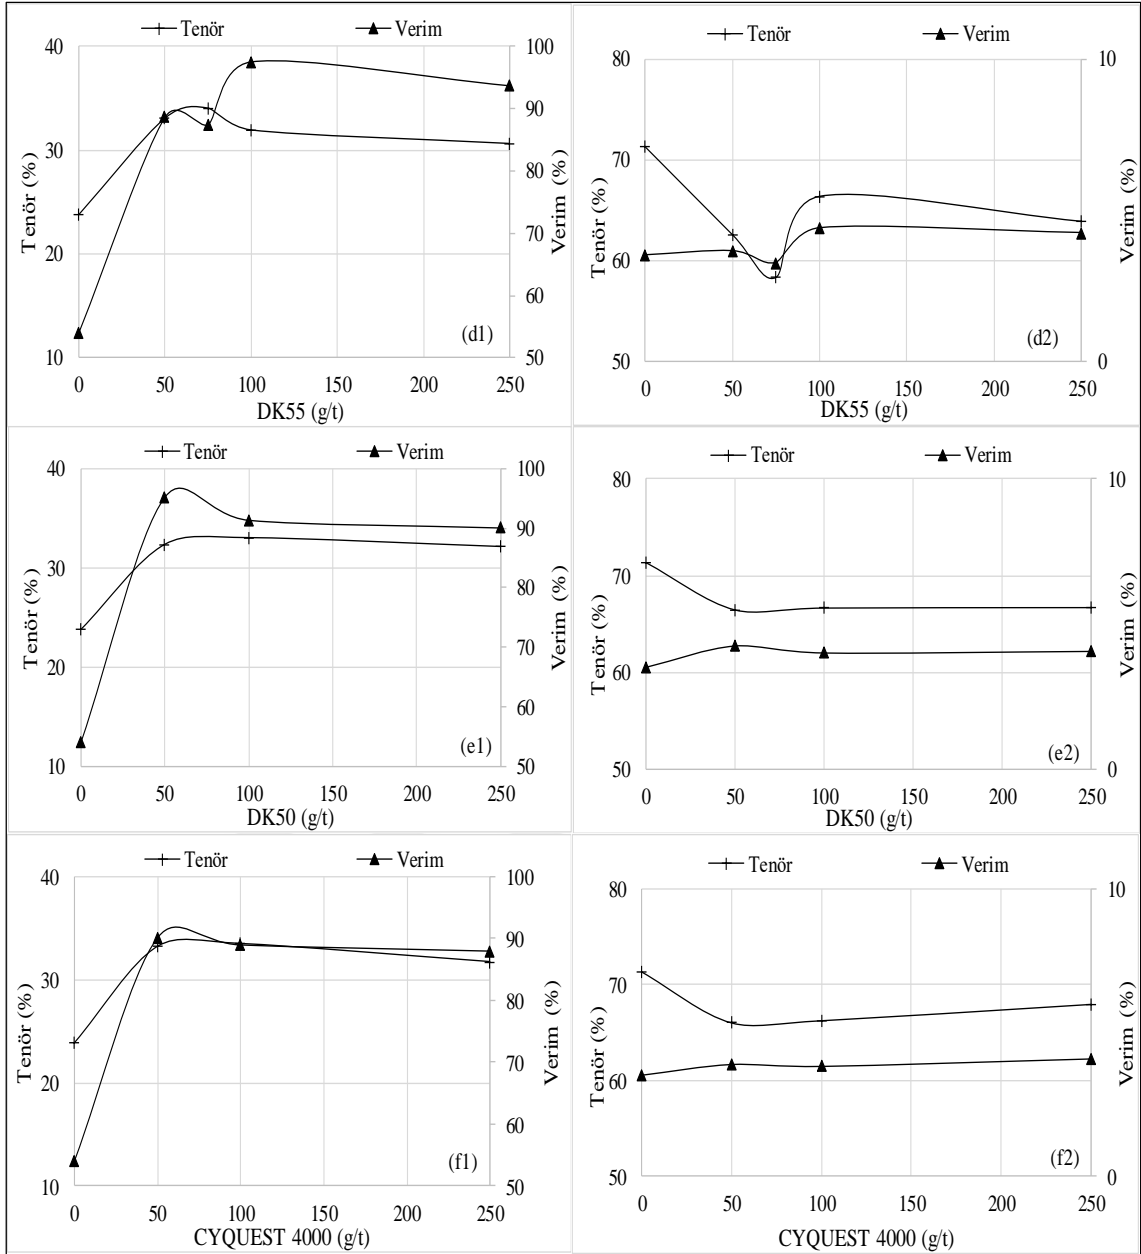 Tenör Verim
40 100
90
30 80
Tenör (%) Verim (%)
20 70
60
10 50
(d1)
0 50 100 150 200 250
DK55 (g/t)
Tenör Verim
80 10
70
Tenör (%) Verim (%)
60
50 0
(d2)
0 50 100 150 200 250
DK55 (g/t)
Tenör Verim
40 100
90
30 80
Tenör (%) Verim (%)
20 70
60
10 50
(e1)
0 50 100 150 200 250
DK50 (g/t)
Tenör Verim
80 10
70
Tenör (%) Verim (%)
60
50 0
(e2)
0 50 100 150 200 250
DK50 (g/t)
Tenör Verim
40 100
90
30 80
Tenör (%) Verim (%)
20 70
60
10 50
(f1)
0 50 100 150 200 250
CYQUEST 4000 (g/t)
Tenör Verim
80 10
70
Tenör (%) Verim (%)
60
50 0
(f2)
0 50 100 150 200 250
CYQUEST 4000 (g/t)